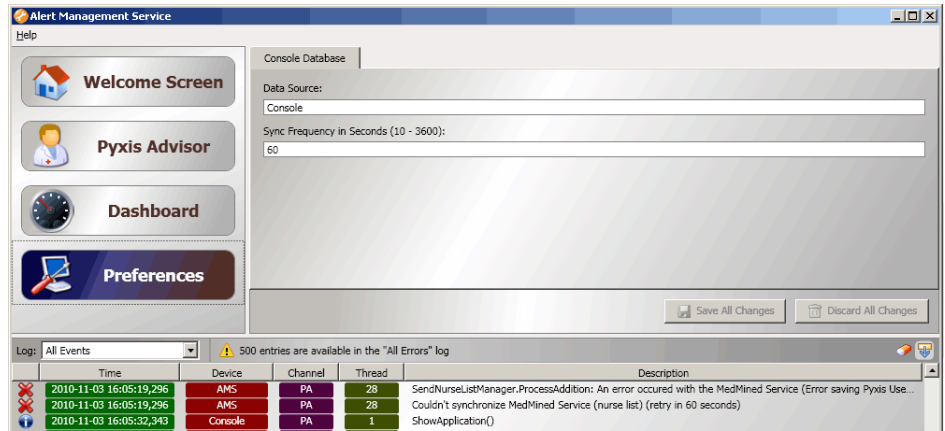 Alert Management Service
Help
Welcome Screen
Pyxis Advisor
Dashboard
Preferences
Console Database
Data Source:
Console
Sync Frequency in Seconds (10 - 3600):
60
Save All Changes
Discard All Changes
Log: All Events 500 entries are available in the "All Errors" log
Time Device Channel Thread Description
2010-11-03 16:05:19,296 AMS PA 28 SendNurseListManager.ProcessAddition: An error occured with the MedMined Service (Error saving Pyxis Use...
2010-11-03 16:05:19,296 AMS PA 28 Couldn't synchronize MedMined Service (nurse list) (retry in 60 seconds)
2010-11-03 16:05:32,343 Console PA 1 ShowApplication()